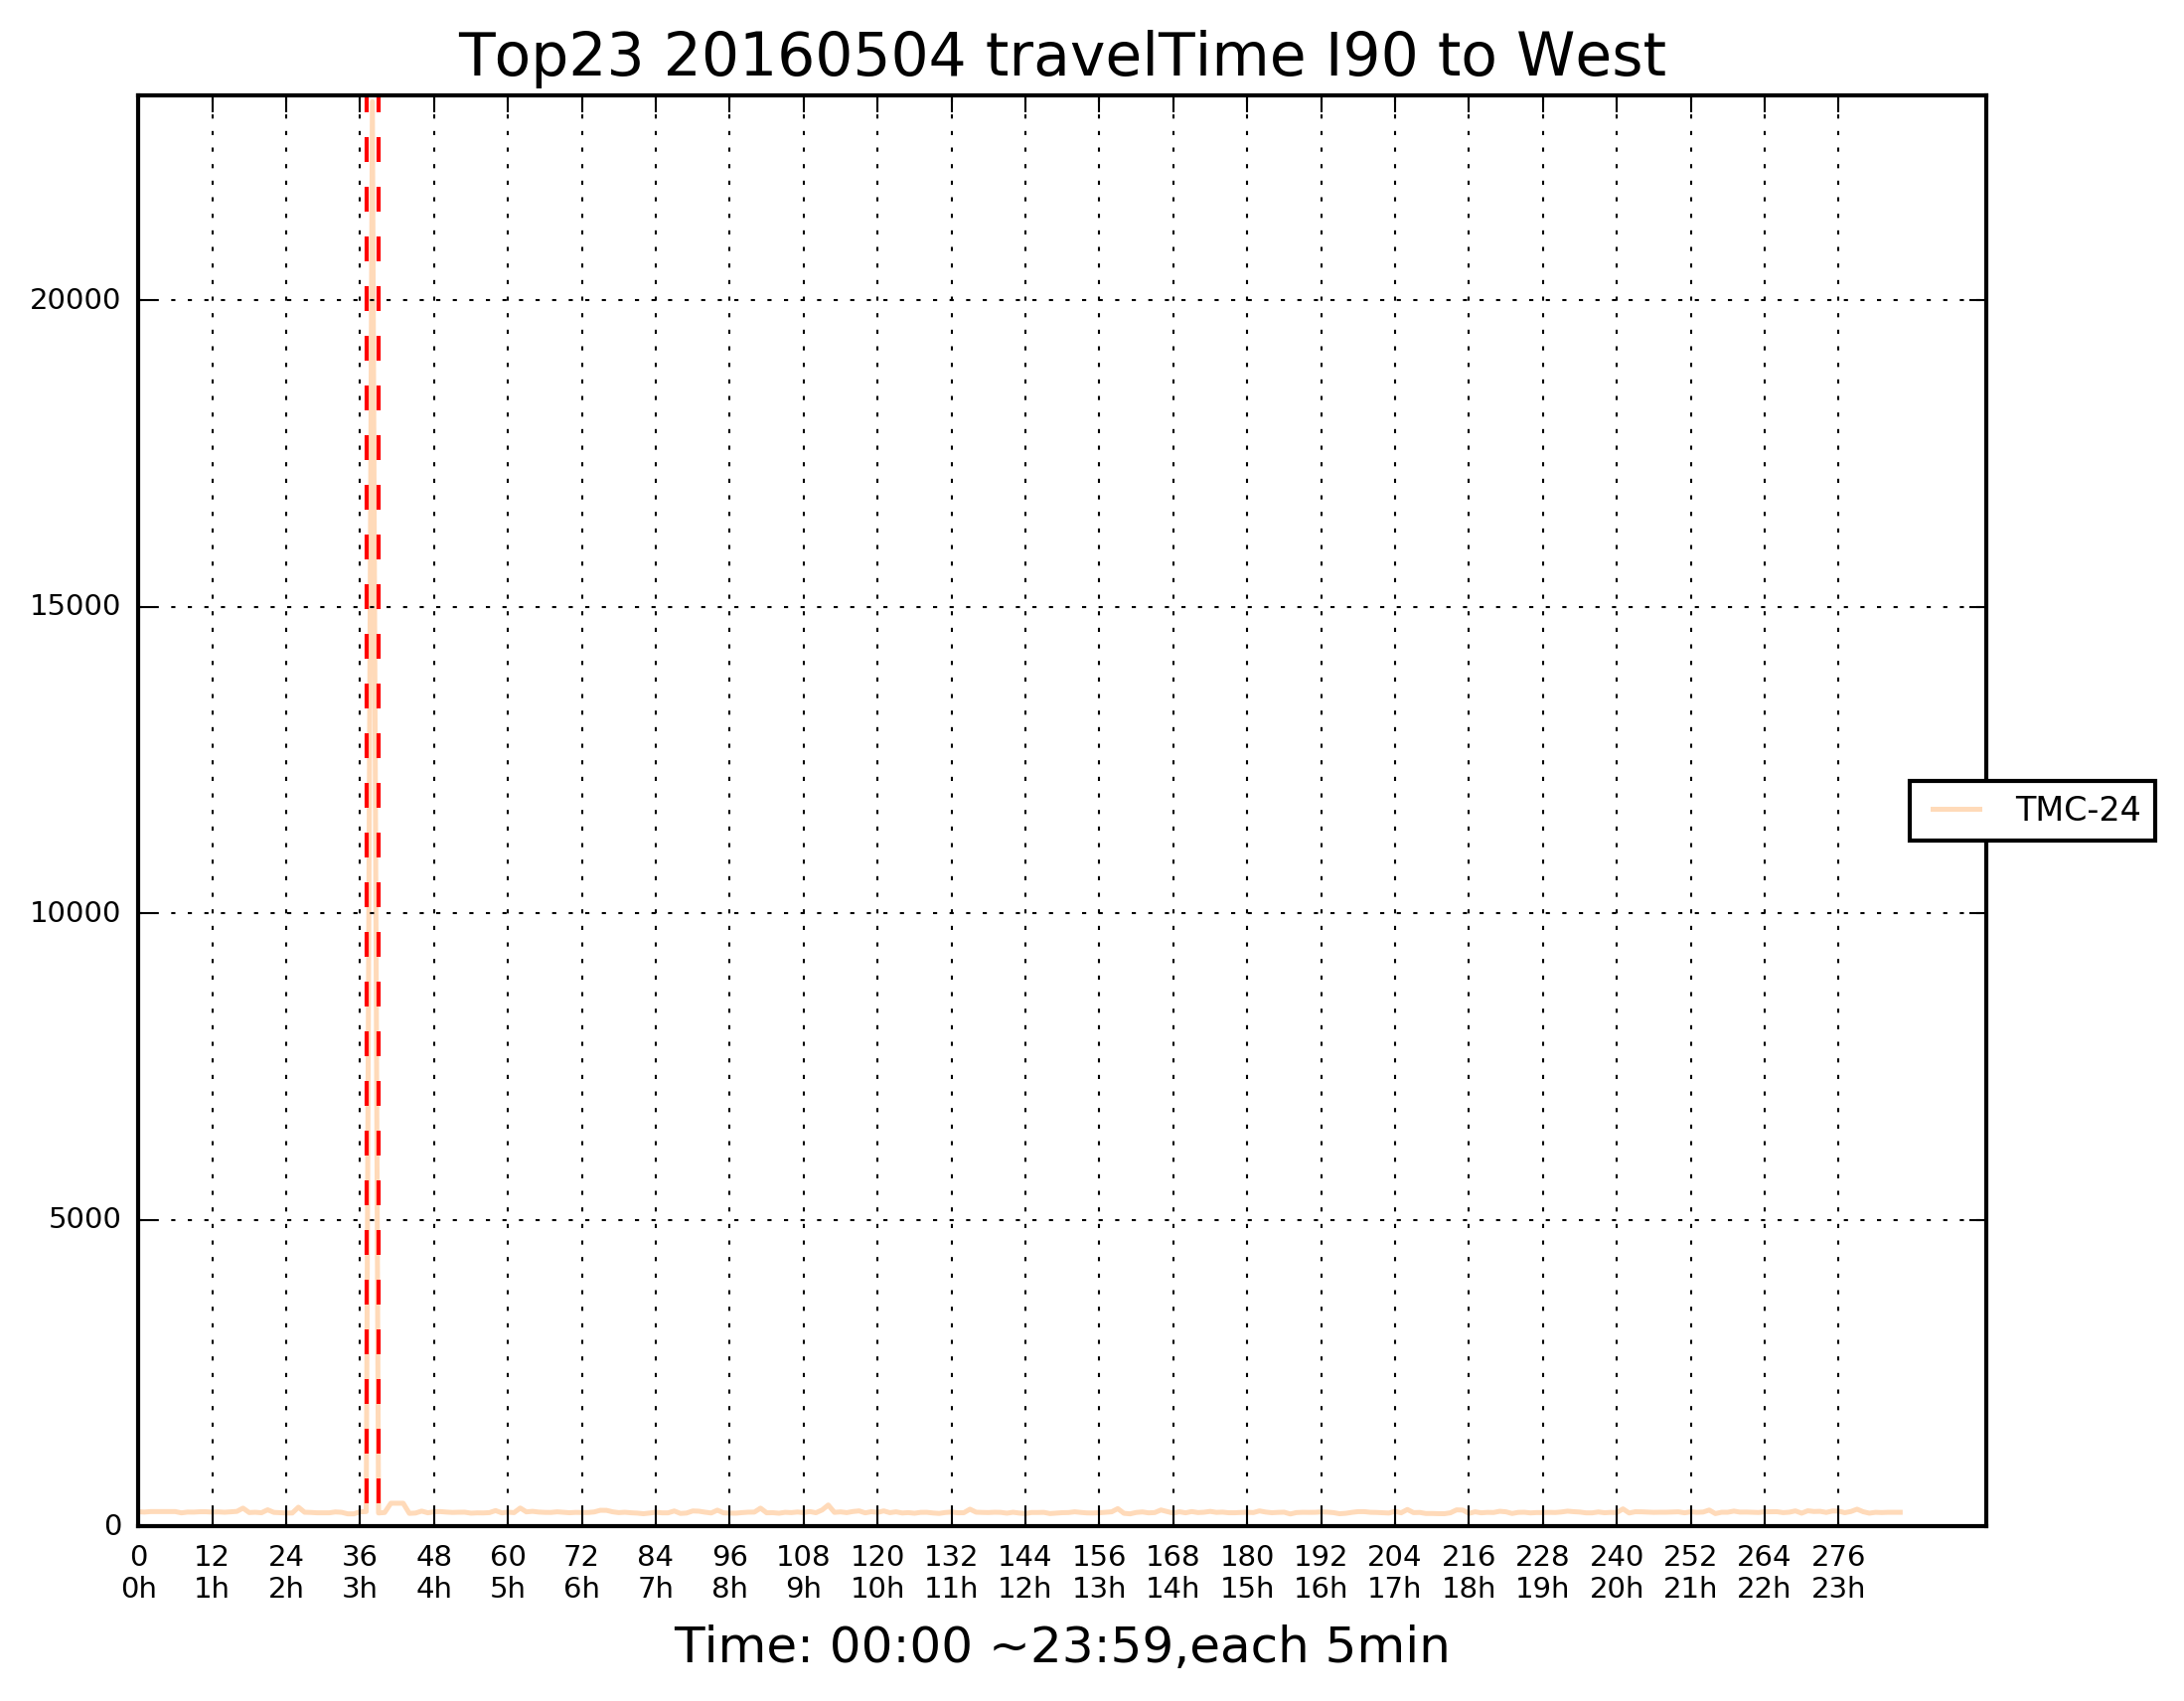 Top23 20160504 travelTime I90 to West
20000
15000
10000
5000
0
TMC-24
0 12 24 36 48 60 72 84 96 108 120 132 144 156 168 180 192 204 216 228 240 252 264 276
0h 1h 2h 3h 4h 5h 6h 7h 8h 9h 10h 11h 12h 13h 14h 15h 16h 17h 18h 19h 20h 21h 22h 23h
Time: 00:00 ~23:59,each 5min